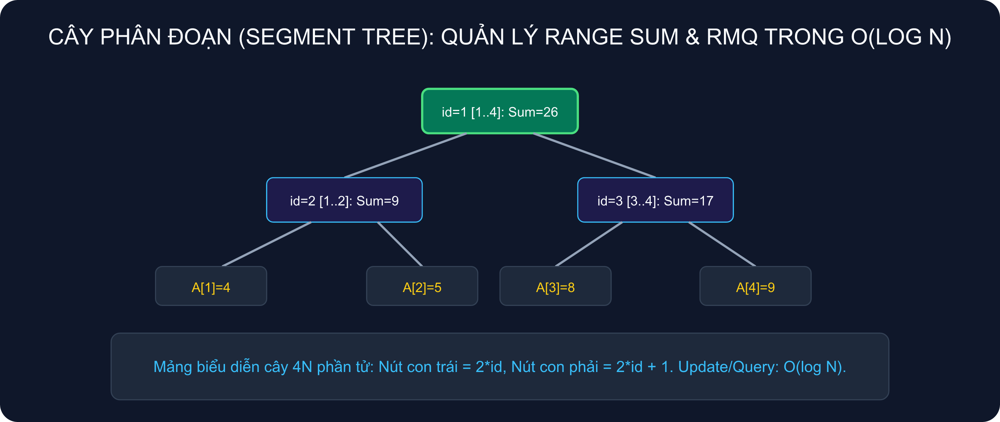 CÂY PHÂN ĐOẠN (SEGMENT TREE): QUẢN LÝ RANGE SUM & RMQ TRONG O(LOG N)
id=1 [1..4]: Sum=26
id=2 [1..2]: Sum=9
id=3 [3..4]: Sum=17
A[1]=4
A[2]=5
A[3]=8
A[4]=9
Mảng biểu diễn cây 4N phần tử: Nút con trái = 2*id, Nút con phải = 2*id + 1. Update/Query: O(log N).